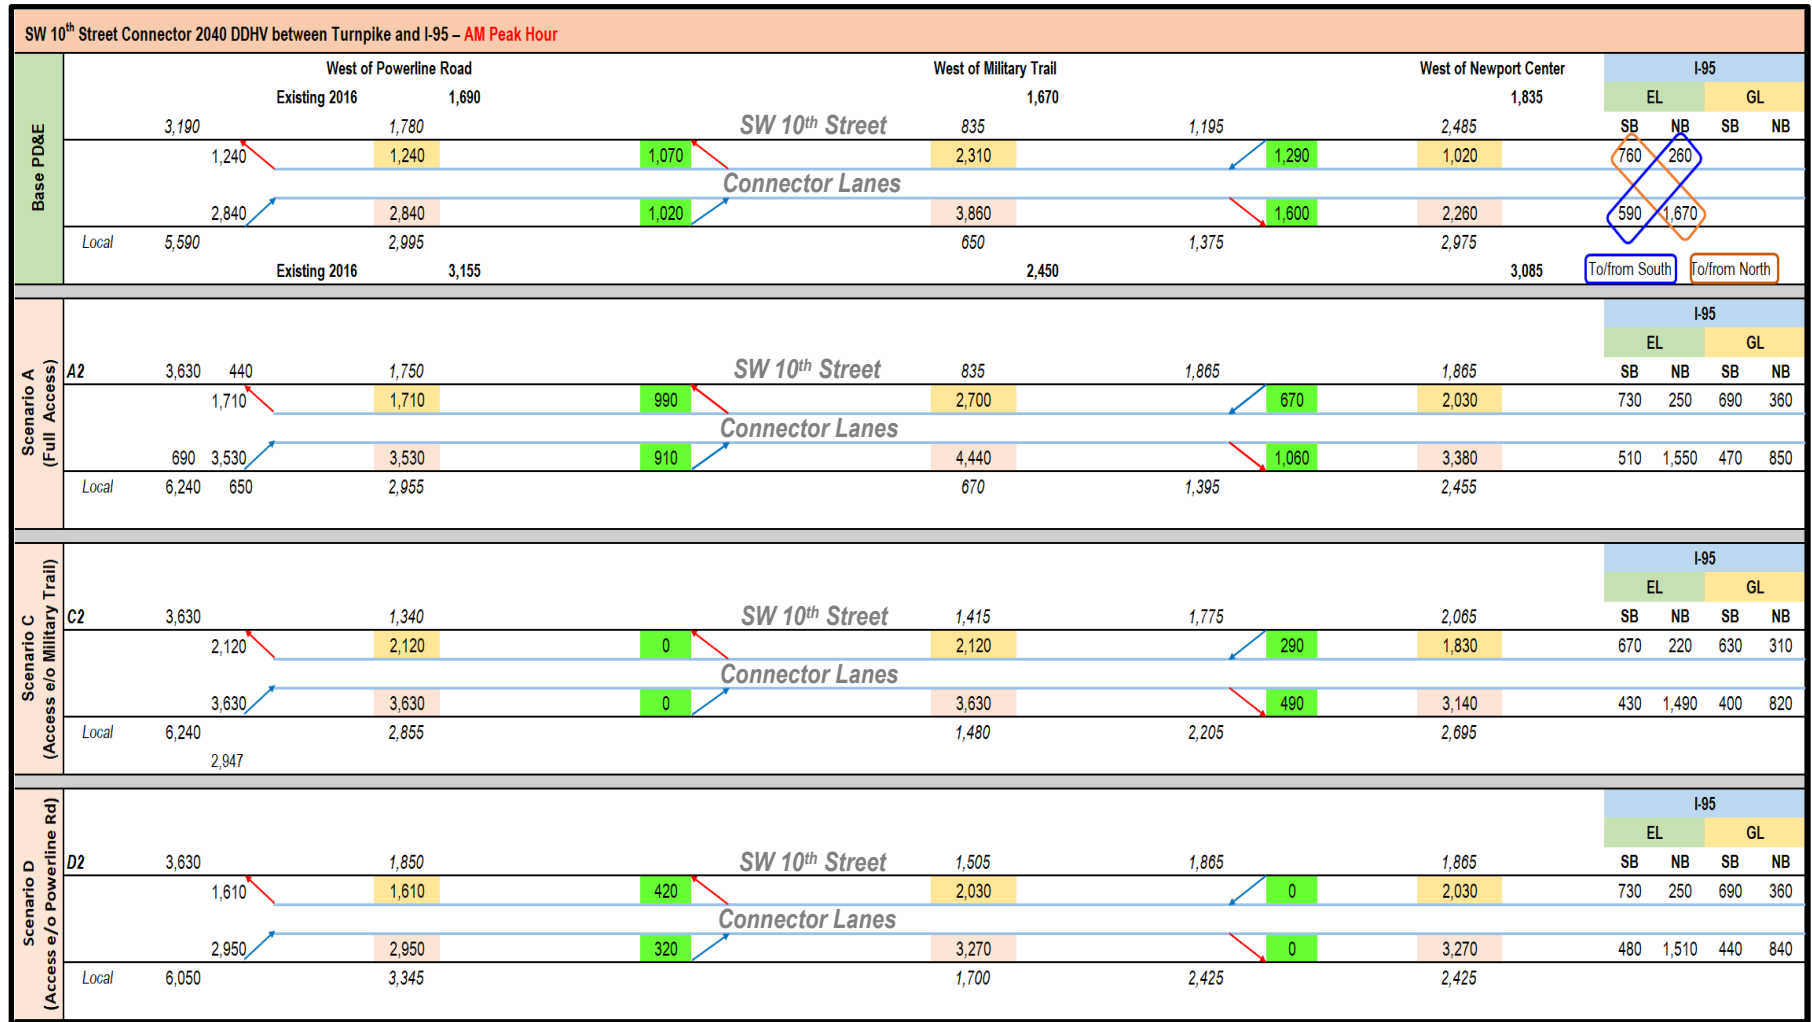 SW 10th Street Connector 2040 DDHV between Turnpike and I-95 – AM Peak Hour
Base PD&E
West of Powerline Road West of Military Trail West of Newport Center I-95
Existing 2016 1,690 1,670 1,835 EL GL
3,190 1,780 SW 10th Street 835 1,195 2,485 SB NB SB NB
1,240 1,240 1,070 2,310 1,290 1,020 760 260
Connector Lanes
2,840 2,840 1,020 3,860 1,600 2,260 590 1,670
Local 5,590 2,995 650 1,375 2,975
Existing 2016 3,155 2,450 3,085 To/from South To/from North
Scenario A
(Full Access)
I-95
EL GL
A2 3,630 440 1,750 SW 10th Street 835 1,865 1,865 SB NB SB NB
1,710 1,710 990 2,700 670 2,030 730 250 690 360
Connector Lanes
690 3,530 3,530 910 4,440 1,060 3,380 510 1,550 470 850
Local 6,240 650 2,955 670 1,395 2,455
Scenario C
(Access e/o Military Trail)
I-95
EL GL
C2 3,630 1,340 SW 10th Street 1,415 1,775 2,065 SB NB SB NB
2,120 2,120 0 2,120 290 1,830 670 220 630 310
Connector Lanes
3,630 3,630 0 3,630 490 3,140 430 1,490 400 820
Local 6,240 2,855 1,480 2,205 2,695
2,947
Scenario D
(Access e/o Powerline Rd)
I-95
EL GL
D2 3,630 1,850 SW 10th Street 1,505 1,865 1,865 SB NB SB NB
1,610 1,610 420 2,030 0 2,030 730 250 690 360
Connector Lanes
2,950 2,950 320 3,270 0 3,270 480 1,510 440 840
Local 6,050 3,345 1,700 2,425 2,425